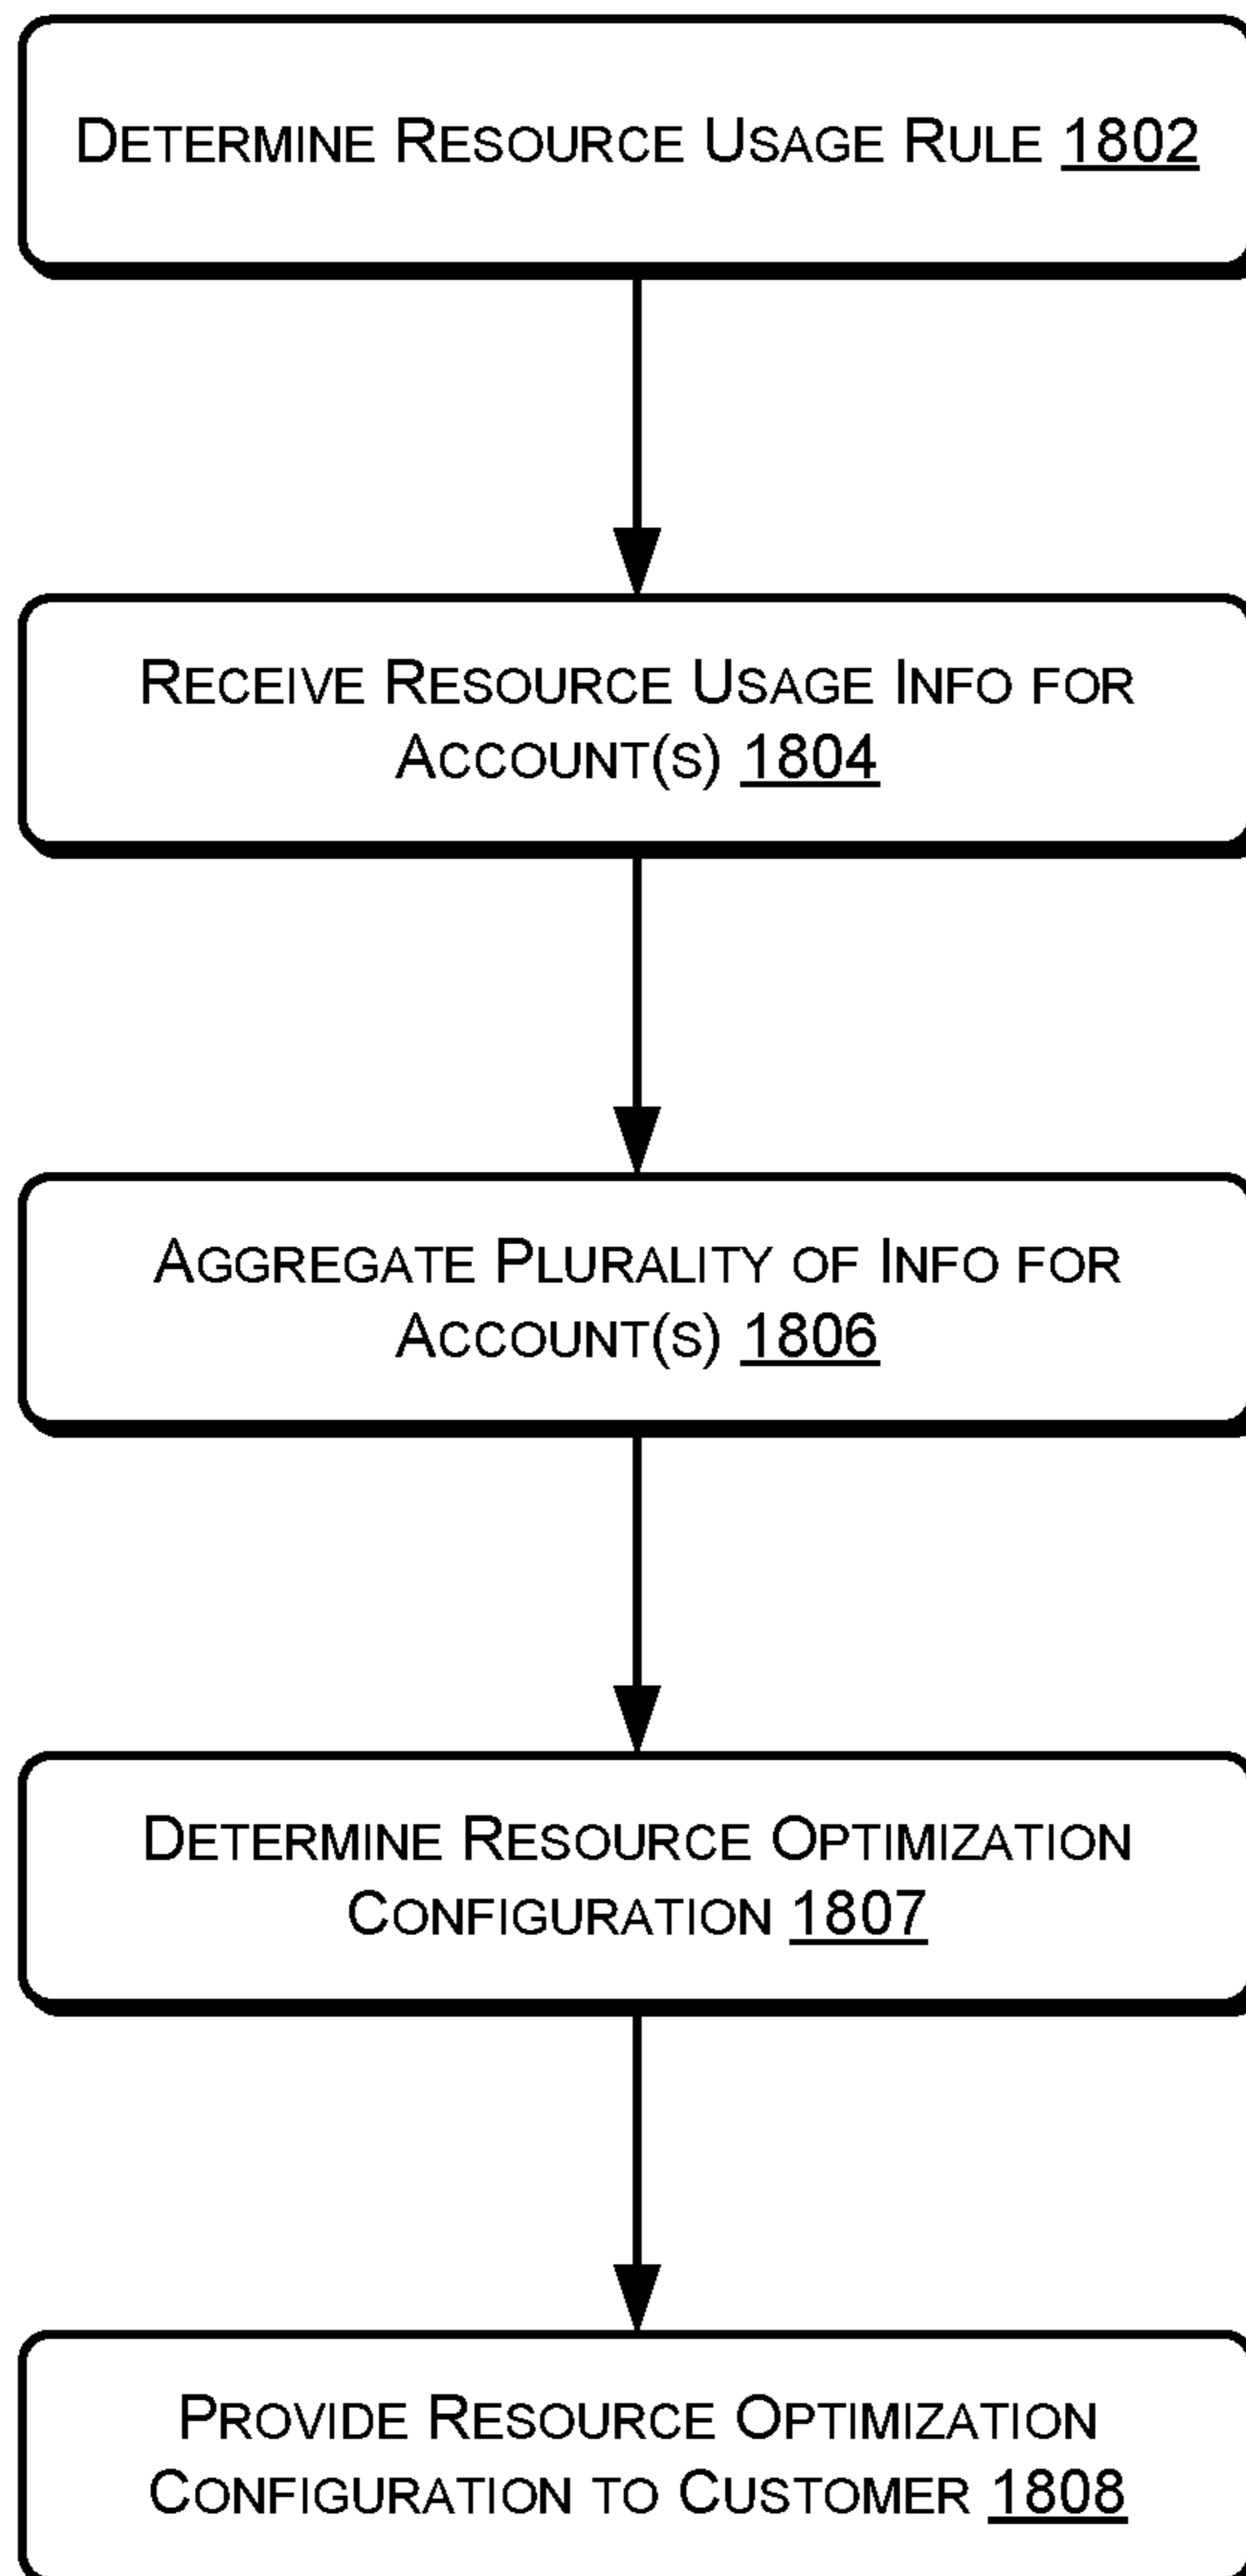 DETERMINE RESOURCE USAGE RULE 1802
RECEIVE RESOURCE USAGE INFO FOR
ACCOUNT(S) 1804
AGGREGATE PLURALITY OF INFO FOR
ACCOUNT(S) 1806
DETERMINE RESOURCE OPTIMIZATION
CONFIGURATION 1807
PROVIDE RESOURCE OPTIMIZATION
CONFIGURATION TO CUSTOMER 1808